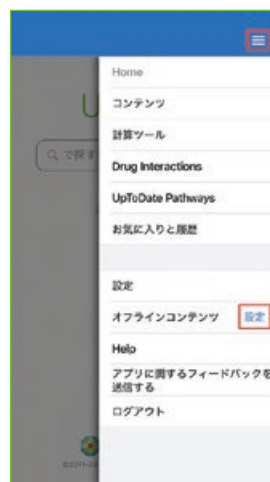 Home
コンテンツ
計算ツール
Drug Interactions
UpToDate Pathways
お気に入りと履歴
U
で探す
設定
オフラインコンテンツ 設定
Help
アプリに関するフィードバックを
送信する
ログアウト